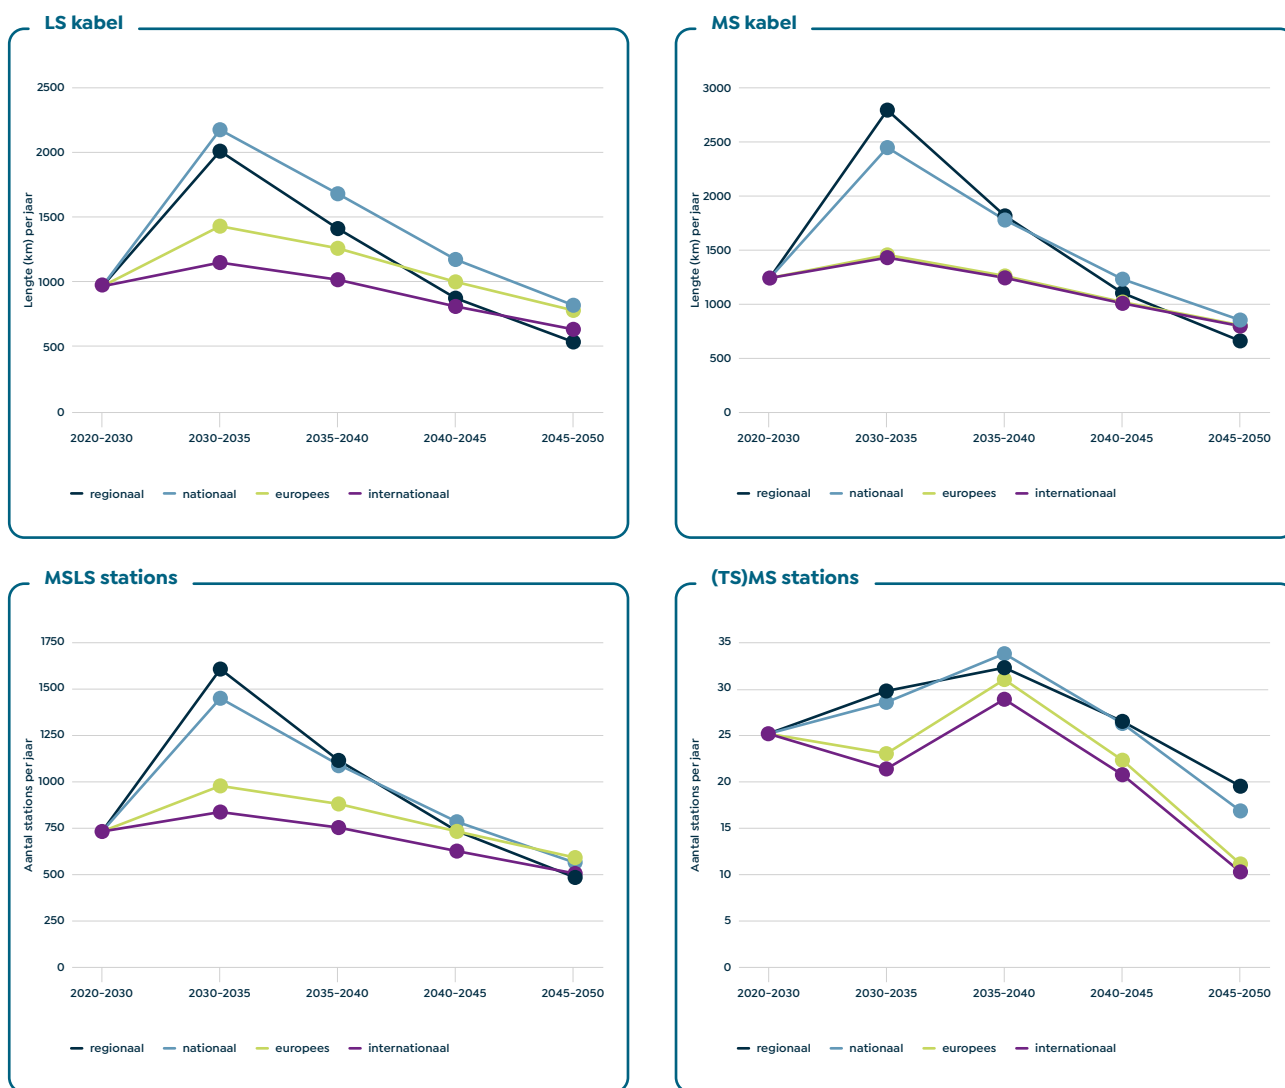 LS kabel
Lengte (km) per jaar
2500
2000
1500
1000
500
0
2020-2030
2030-2035
2035-2040
2040-2045
2045-2050
regionaal
nationaal
europees
internationaal
MS kabel
Lengte (km) per jaar
3000
2500
2000
1500
1000
500
0
2020-2030
2030-2035
2035-2040
2040-2045
2045-2050
regionaal
nationaal
europees
internationaal
MSLS stations
Aantal stations per jaar
1750
1500
1250
1000
750
500
250
0
2020-2030
2030-2035
2035-2040
2040-2045
2045-2050
regionaal
nationaal
europees
internationaal
(TS)MS stations
Aantal stations per jaar
35
30
25
20
15
10
5
0
2020-2030
2030-2035
2035-2040
2040-2045
2045-2050
regionaal
nationaal
europees
internationaal